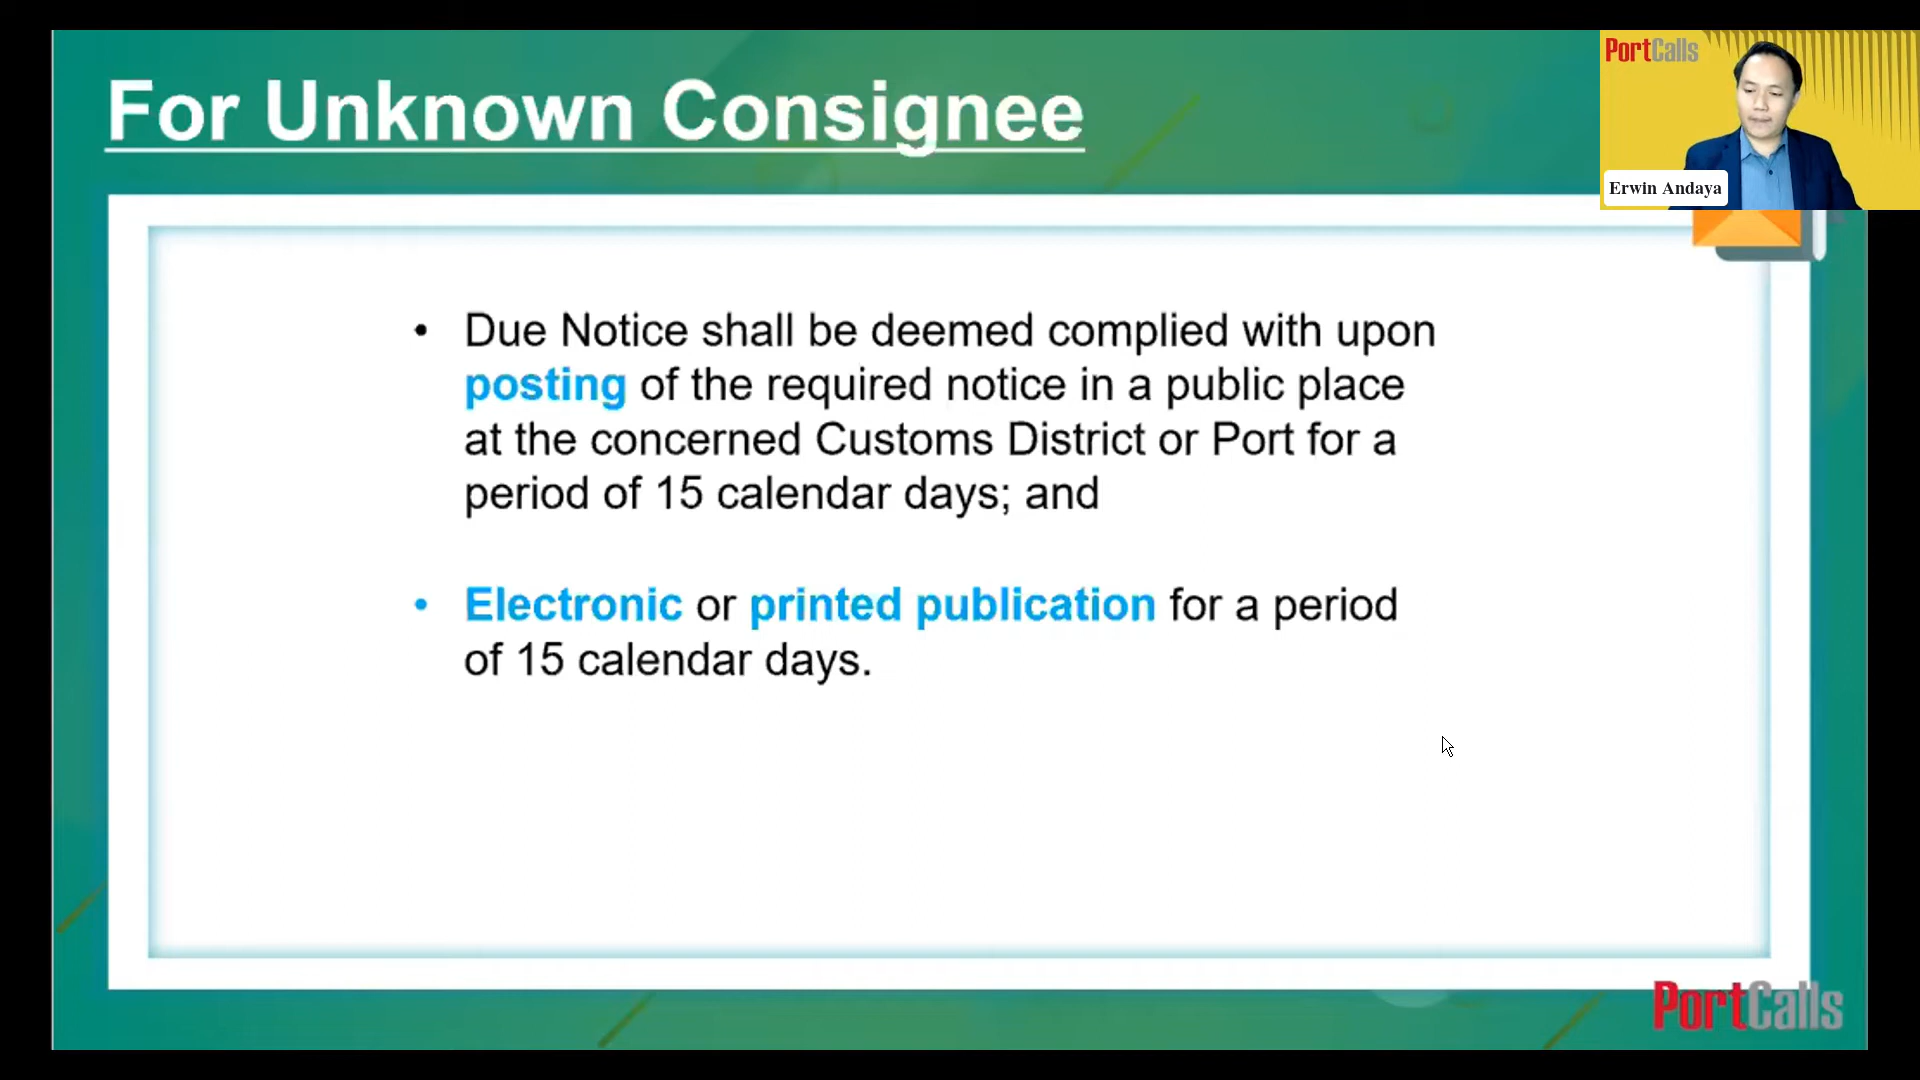 For Unknown Consignee
PortCalls
Erwin Andaya
• Due Notice shall be deemed complied with upon
posting of the required notice in a public place
at the concerned Customs District or Port for a
period of 15 calendar days; and
• Electronic or printed publication for a period
of 15 calendar days.
PortCalls